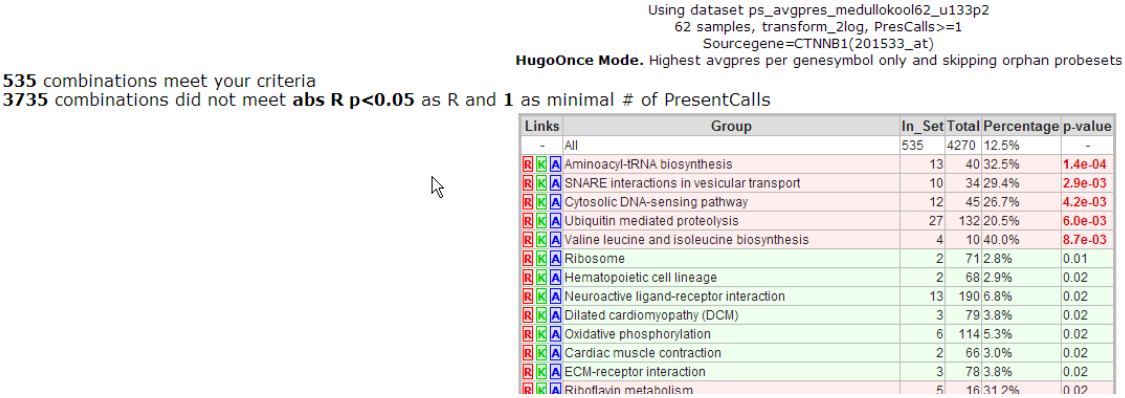 Using dataset ps_avgpres_medullokool62_u133p2
62 samples, transform_2log, PresCalls>=1
Sourcegene=CTNNB1(201533_at)
HugoOnce Mode. Highest avgpres per genesymbol only and skipping orphan probesets
535 combinations meet your criteria
3735 combinations did not meet abs R p<0.05 as R and 1 as minimal # of PresentCalls
Links Group In_Set Total Percentage p-value
- All 535 4270 12.5% -
R K A Aminoacyl-tRNA biosynthesis 13 40 32.5% 1.4e-04
R K A SNARE interactions in vesicular transport 10 34 29.4% 2.9e-03
R K A Cytosolic DNA-sensing pathway 12 45 26.7% 4.2e-03
R K A Ubiquitin mediated proteolysis 27 132 20.5% 6.0e-03
R K A Valine leucine and isoleucine biosynthesis 4 10 40.0% 8.7e-03
R K A Ribosome 2 71 2.8% 0.01
R K A Hematopoietic cell lineage 2 68 2.9% 0.02
R K A Neuroactive ligand-receptor interaction 13 190 6.8% 0.02
R K A Dilated cardiomyopathy (DCM) 3 79 3.8% 0.02
R K A Oxidative phosphorylation 6 114 5.3% 0.02
R K A Cardiac muscle contraction 2 66 3.0% 0.02
R K A ECM-receptor interaction 3 78 3.8% 0.02
R K A Riboflavin metabolism 5 16 31.2% 0.02